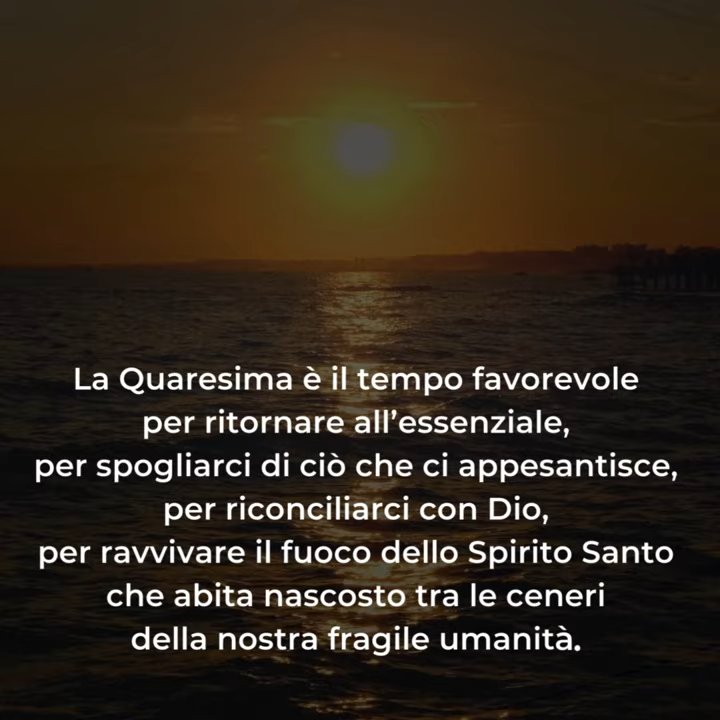 La Quaresima è il tempo favorevole
per ritornare all’essenziale,
per spogliarci di ciò che ci appesantisce,
per riconciliarci con Dio,
per ravvivare il fuoco dello Spirito Santo
che abita nascosto tra le ceneri
della nostra fragile umanità.